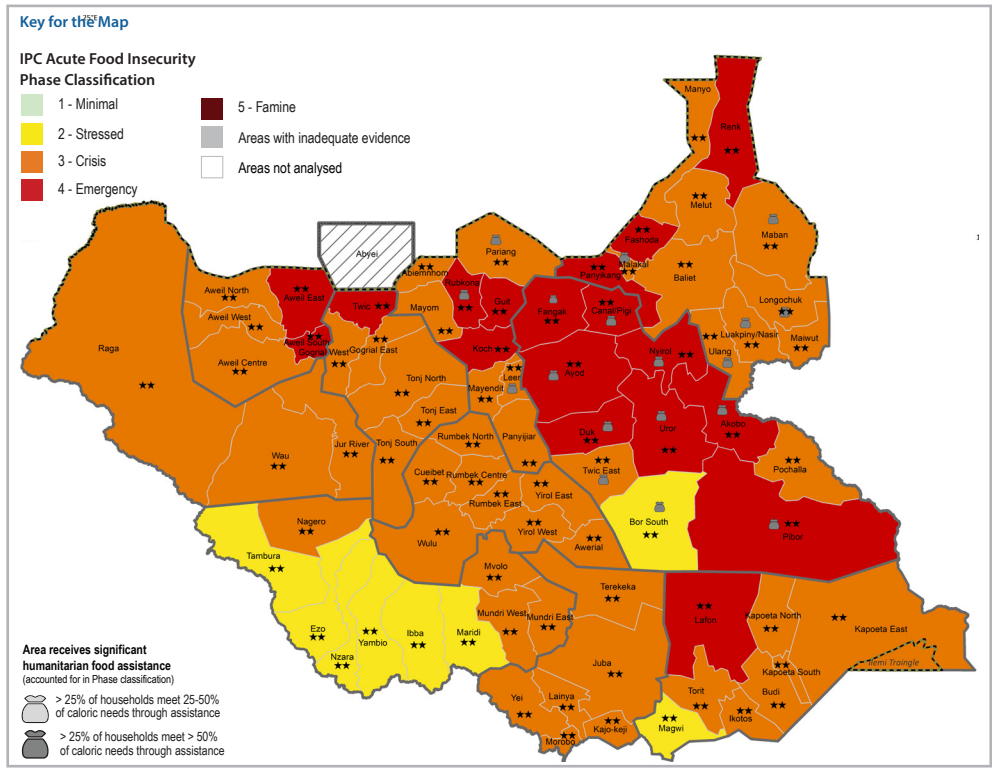 Key for the Map
25°E
IPC Acute Food Insecurity
Phase Classification
1 - Minimal
2 - Stressed
3 - Crisis
4 - Emergency
5 - Famine
Areas with inadequate evidence
Areas not analysed
Manyo
Renk
Melut
Maban
Fashoda
Abyei
Pariang
Malakal
Panyikang
Baliet
Abiemnhom
Rubkona
Aweil North
Aweil East
Twic
Mayom
Guit
Fangak
Canal/Pigi
Longochuk
Aweil West
Luakpiny/Nasir
Maiwut
Ulang
Raga
Aweil South
Gogrial West
Gogrial East
Koch
Nyirol
Aweil Centre
Leer
Ayod
Tonj North
Mayendit
Tonj East
Akobo
Duk
Uror
Rumbek North
Panyijiar
Jur River
Tonj South
Wau
Twic East
Pochalla
Cueibet
Rumbek Centre
Yirol East
Rumbek East
Bor South
Nagero
Yirol West
Pibor
Wulu
Awerial
Tambura
Mvolo
Terekeka
Mundri West
Mundri East
Lafon
Kapoeta North
Kapoeta East
Ezo
Yambio
Ibba
Maridi
Nzara
Juba
Ilemi Traingle
Kapoeta South
Yei
Lainya
Torit
Budi
Ikotos
Kajo-keji
Magwi
Morobo
Area receives significant
humanitarian food assistance
(accounted for in Phase classification)
> 25% of households meet 25-50%
of caloric needs through assistance
> 25% of households meet > 50%
of caloric needs through assistance